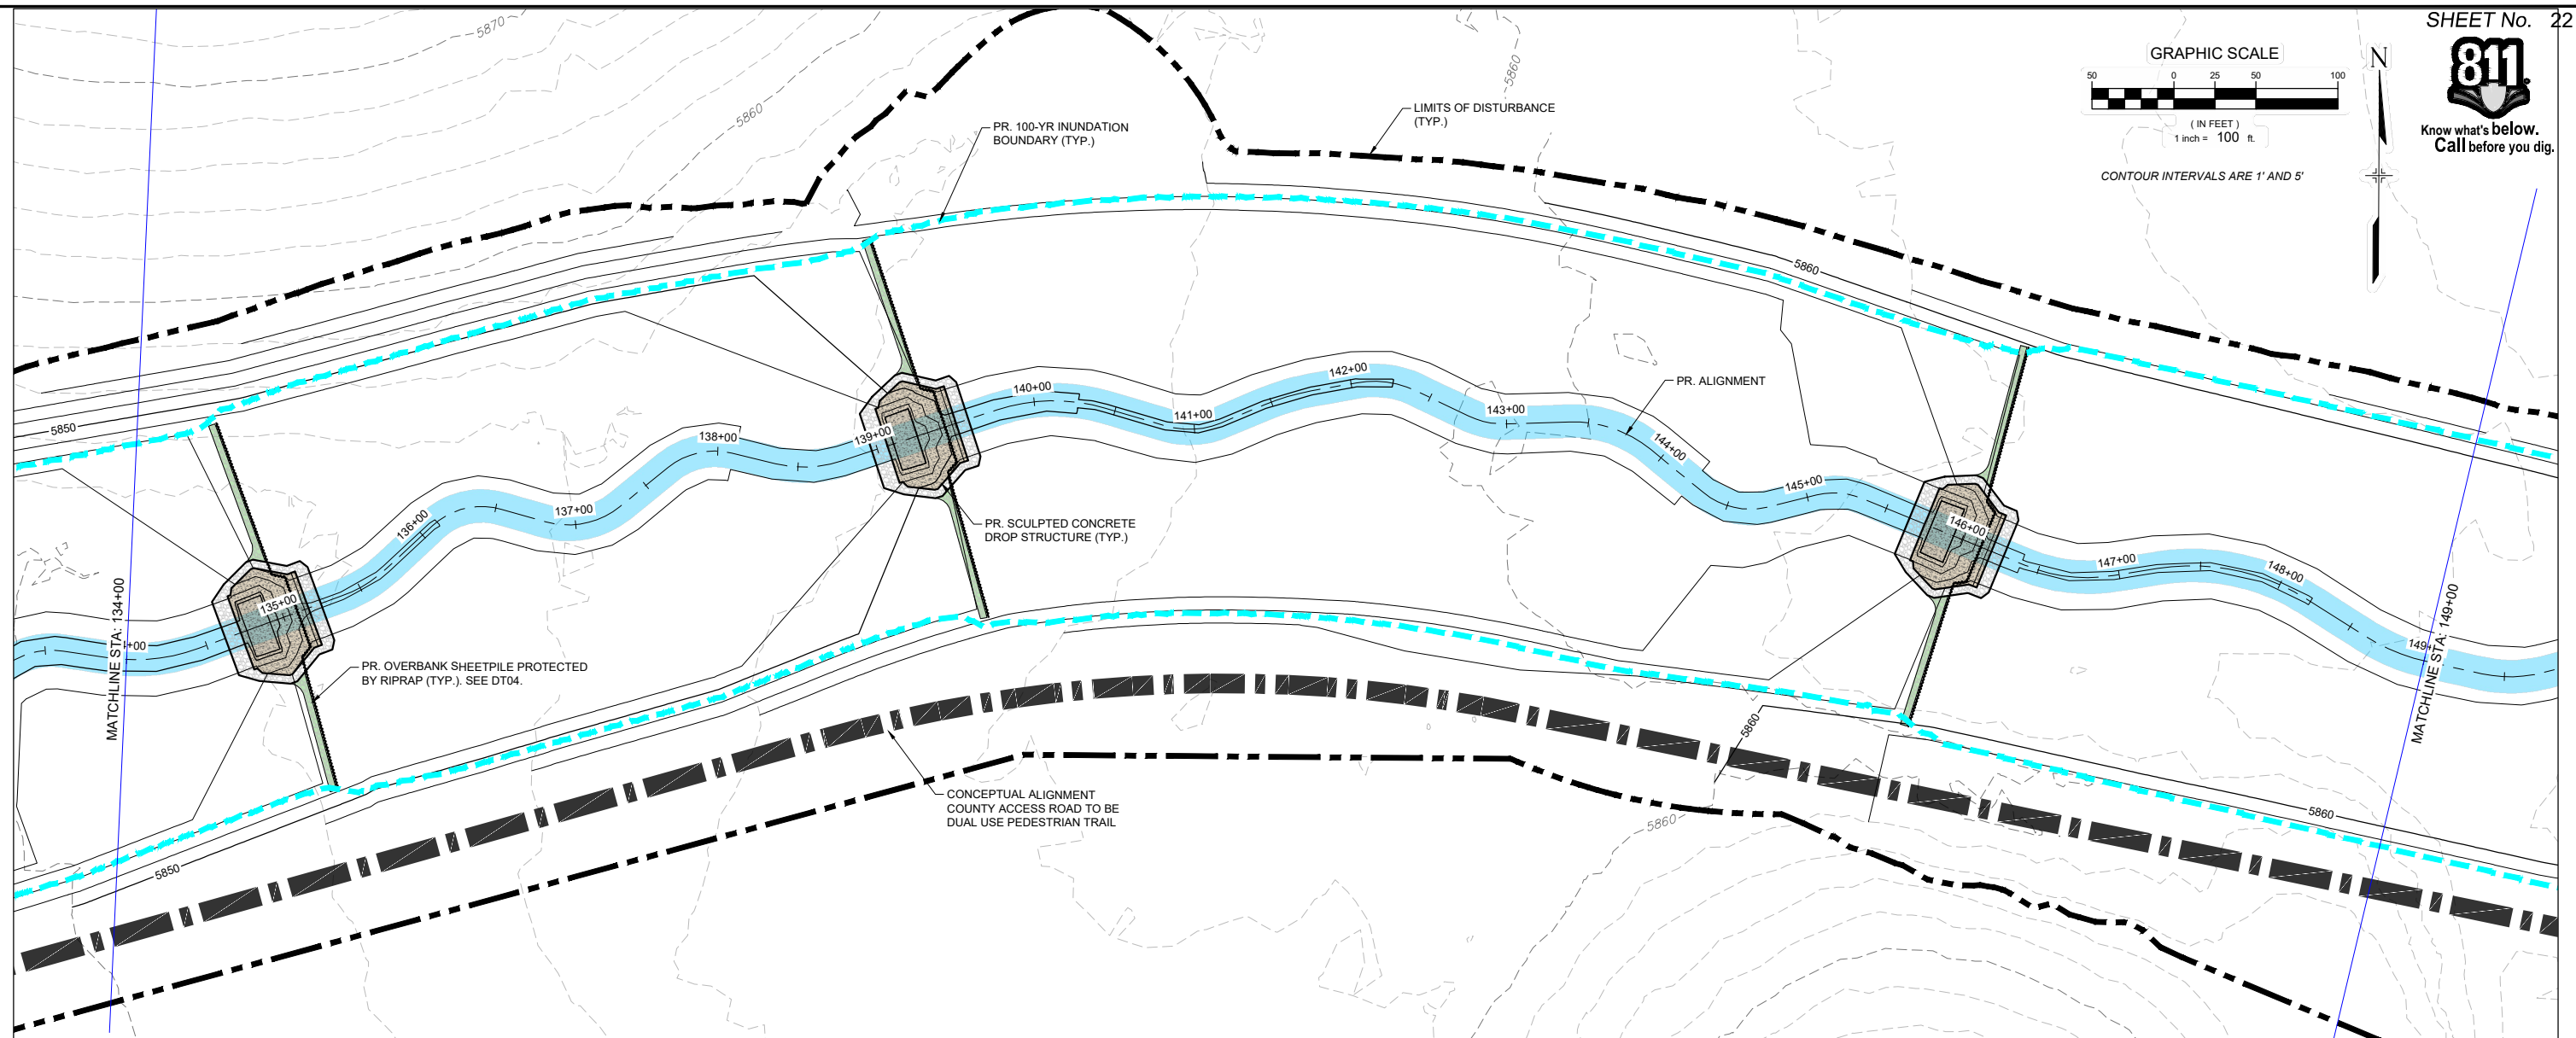 SHEET No. 22
811
Know what's below.
Call before you dig.
GRAPHIC SCALE
50 0 25 50 100
( IN FEET )
1 inch = 100 ft.
N
CONTOUR INTERVALS ARE 1' AND 5'
5870
5860
5860
LIMITS OF DISTURBANCE
(TYP.)
PR. 100-YR INUNDATION
BOUNDARY (TYP.)
5860
5850
PR. ALIGNMENT
MATCHLINE STA: 134+00
+00
135+00
136+00
137+00
138+00
139+00
140+00
141+00
142+00
143+00
144+00
145+00
146+00
147+00
148+00
149+
MATCHLINE STA: 149+00
PR. SCULPTED CONCRETE
DROP STRUCTURE (TYP.)
PR. OVERBANK SHEETPILE PROTECTED
BY RIPRAP (TYP.). SEE DT04.
CONCEPTUAL ALIGNMENT
COUNTY ACCESS ROAD TO BE
DUAL USE PEDESTRIAN TRAIL
5860
5860
5860
5850